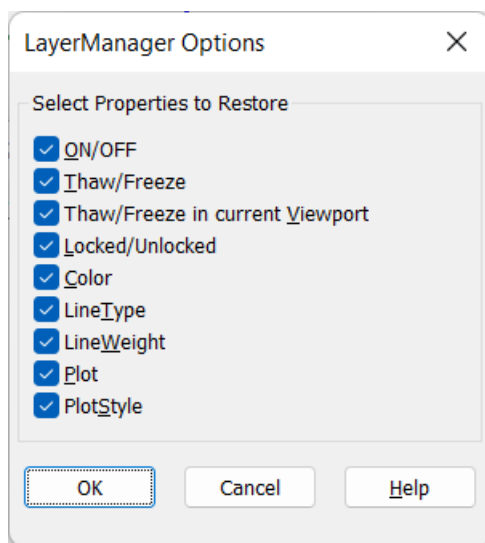 LayerManager Options
Select Properties to Restore
ON/OFF
Thaw/Freeze
Thaw/Freeze in current Viewport
Locked/Unlocked
Color
LineType
LineWeight
Plot
PlotStyle
OK Cancel Help